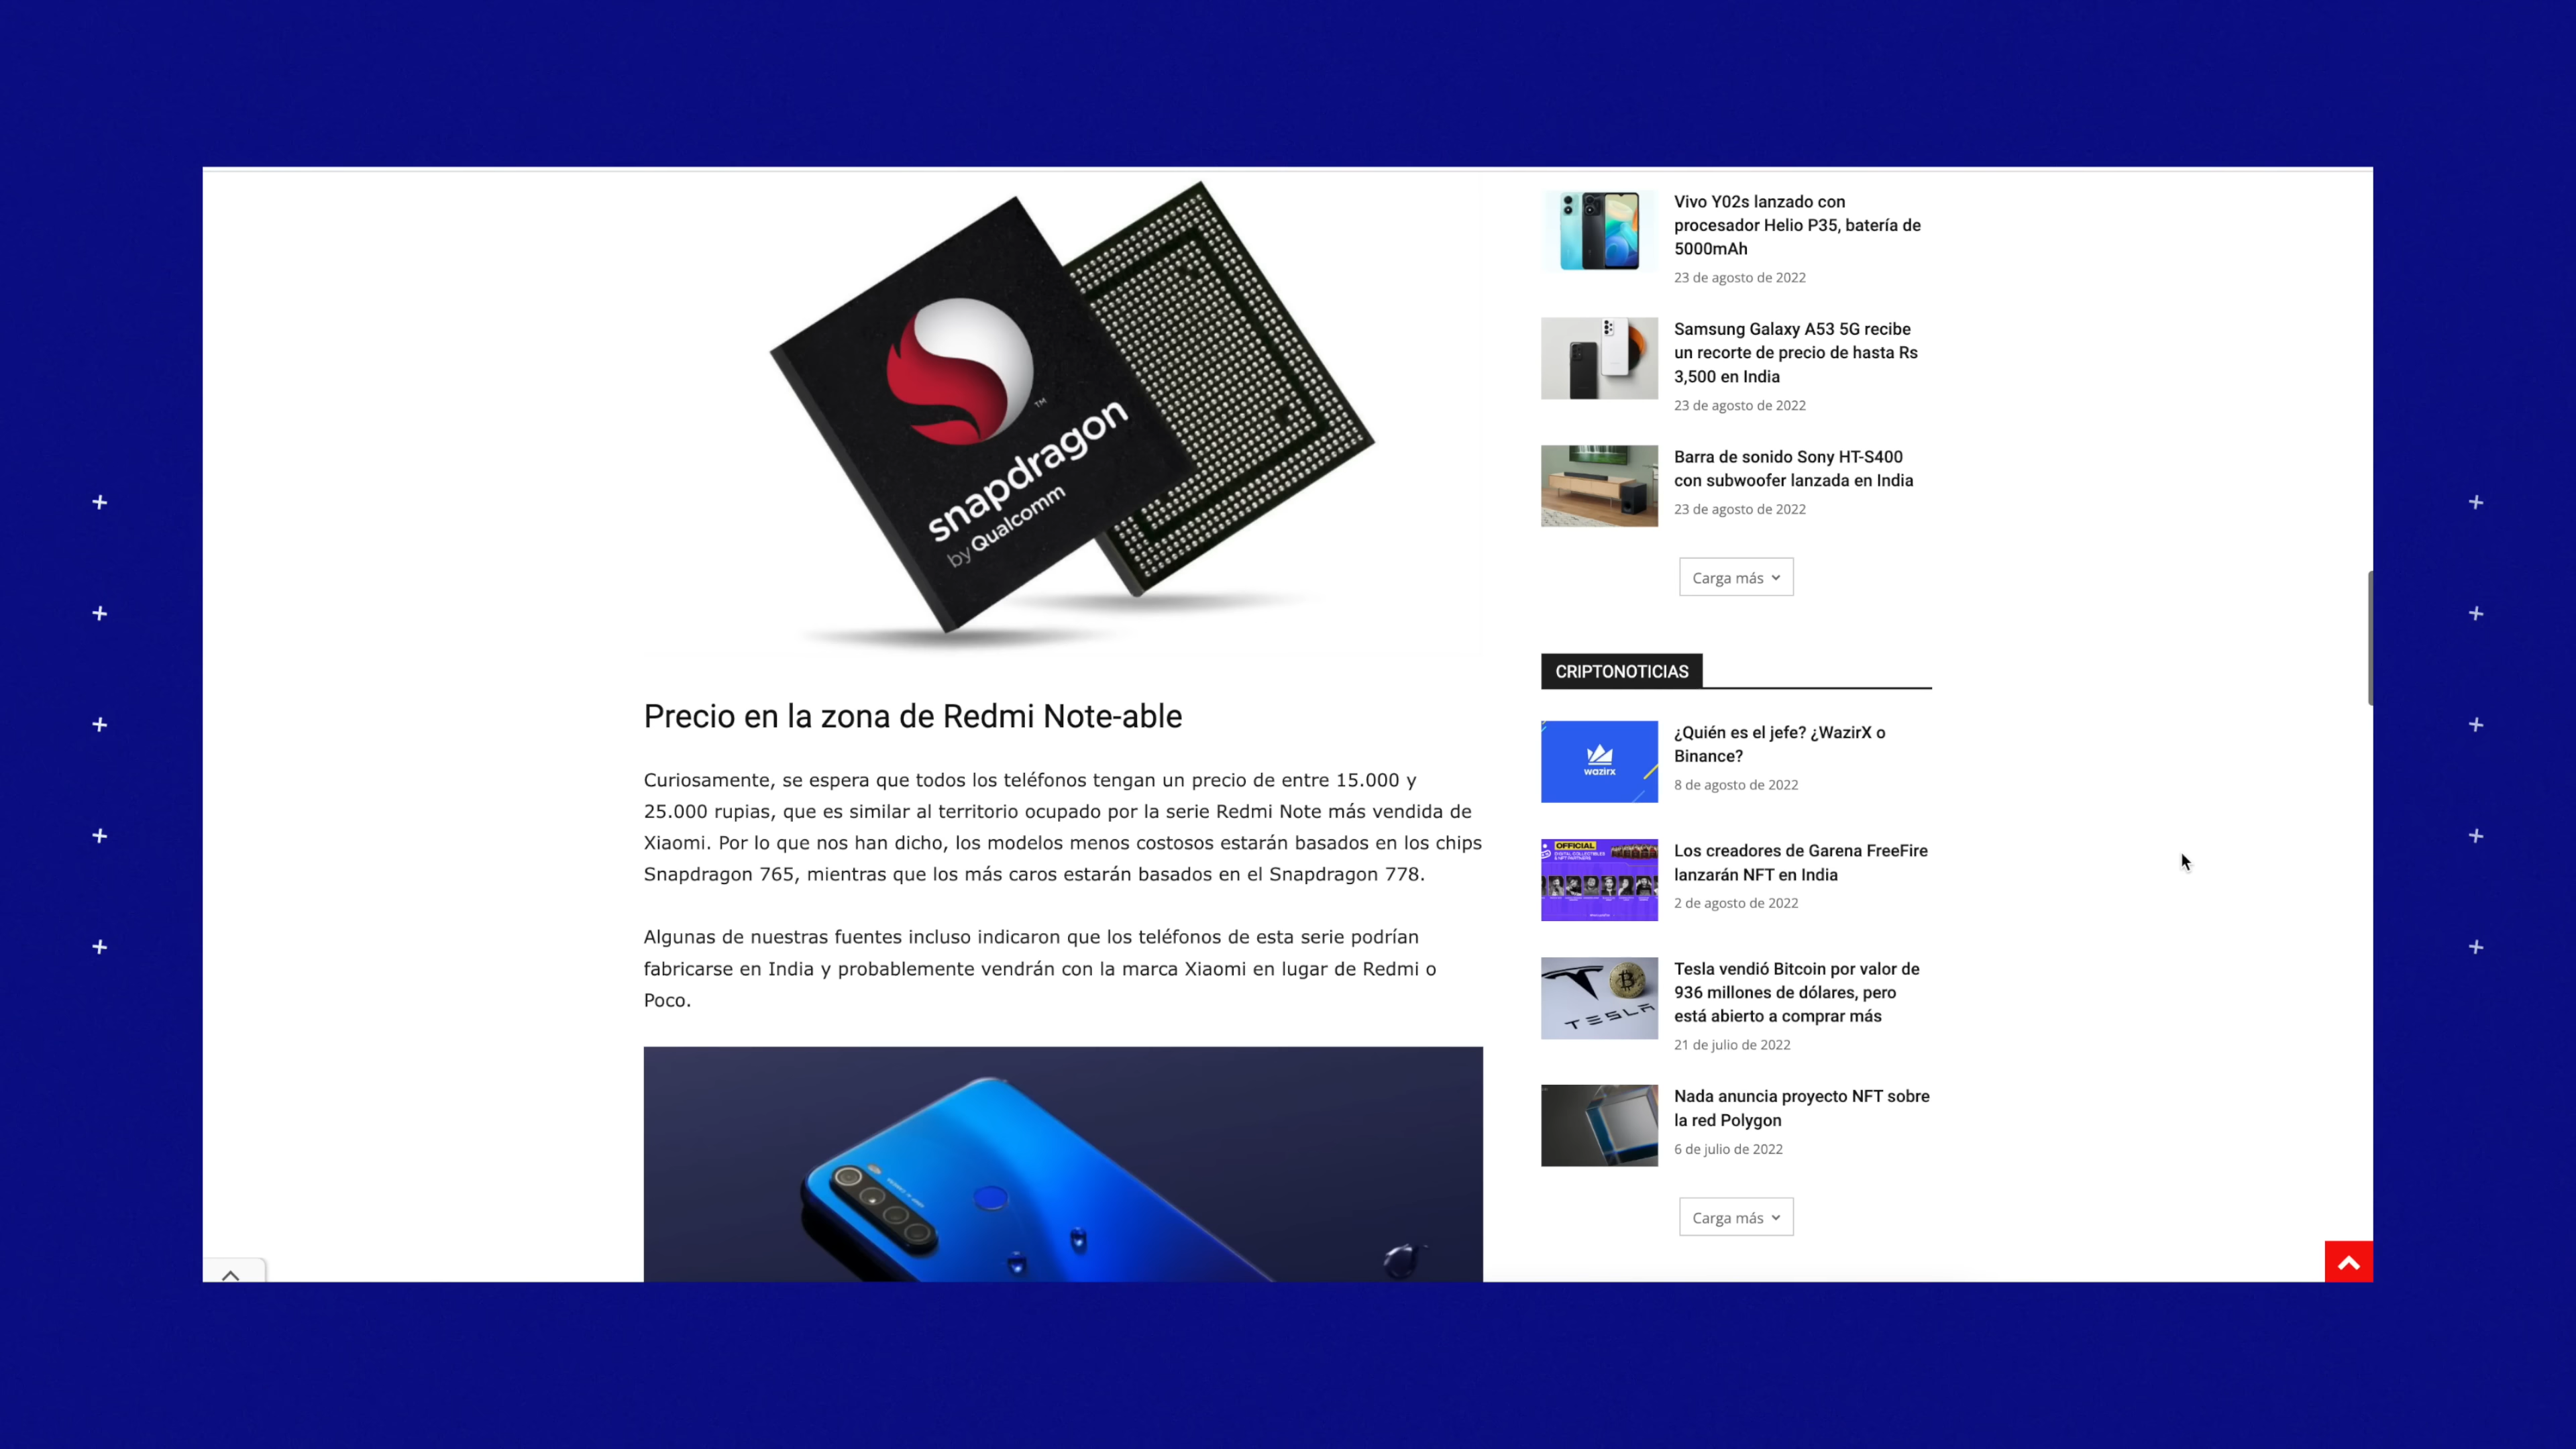 snapdragon
by Qualcomm
TM
Precio en la zona de Redmi Note-able
Curiosamente, se espera que todos los teléfonos tengan un precio de entre 15.000 y
25.000 rupias, que es similar al territorio ocupado por la serie Redmi Note más vendida de
Xiaomi. Por lo que nos han dicho, los modelos menos costosos estarán basados en los chips
Snapdragon 765, mientras que los más caros estarán basados en el Snapdragon 778.
Algunas de nuestras fuentes incluso indicaron que los teléfonos de esta serie podrían
fabricarse en India y probablemente vendrán con la marca Xiaomi en lugar de Redmi o
Poco.
Vivo Y02s lanzado con
procesador Helio P35, batería de
5000mAh
23 de agosto de 2022
Samsung Galaxy A53 5G recibe
un recorte de precio de hasta Rs
3,500 en India
23 de agosto de 2022
Barra de sonido Sony HT-S400
con subwoofer lanzada en India
23 de agosto de 2022
Carga más
CRIPTONOTICIAS
wazirx
¿Quién es el jefe? ¿WazirX o
Binance?
8 de agosto de 2022
OFFICIAL
Los creadores de Garena FreeFire
lanzarán NFT en India
2 de agosto de 2022
TESLA
Tesla vendió Bitcoin por valor de
936 millones de dólares, pero
está abierto a comprar más
21 de julio de 2022
Nada anuncia proyecto NFT sobre
la red Polygon
6 de julio de 2022
Carga más